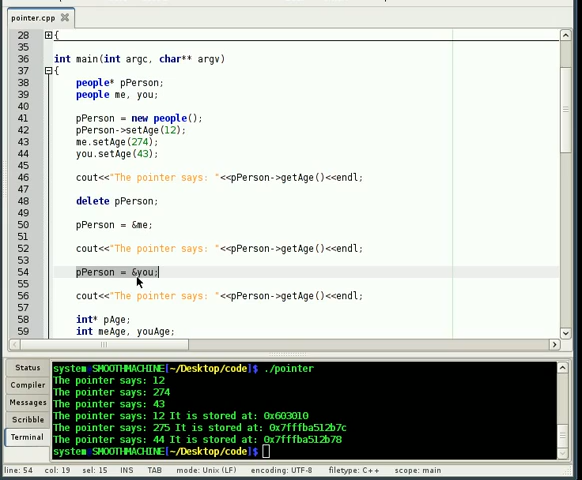 pointer.cpp
28 {
35
36 int main(int argc, char** argv)
37 {
38 people* pPerson;
39 people me, you;
40
41 pPerson = new people();
42 pPerson->setAge(12);
43 me.setAge(274);
44 you.setAge(43);
45
46 cout<<"The pointer says: "<<pPerson->getAge()<<endl;
47
48 delete pPerson;
49
50 pPerson = &me;
51
52 cout<<"The pointer says: "<<pPerson->getAge()<<endl;
53
54 pPerson = &you;
55
56 cout<<"The pointer says: "<<pPerson->getAge()<<endl;
57
58 int* pAge;
59 int meAge, youAge;
Status
Compiler
Messages
Scribble
Terminal
system SMOOTHMACHINE[~/Desktop/code]$ ./pointer
The pointer says: 12
The pointer says: 274
The pointer says: 43
The pointer says: 12 It is stored at: 0x603010
The pointer says: 275 It is stored at: 0x7fffba512b7c
The pointer says: 44 It is stored at: 0x7fffba512b78
system SMOOTHMACHINE[~/Desktop/code]$
line: 54 col: 19 sel: 15 INS TAB mode: Unix (LF) encoding: UTF-8 filetype: C++ scope: main